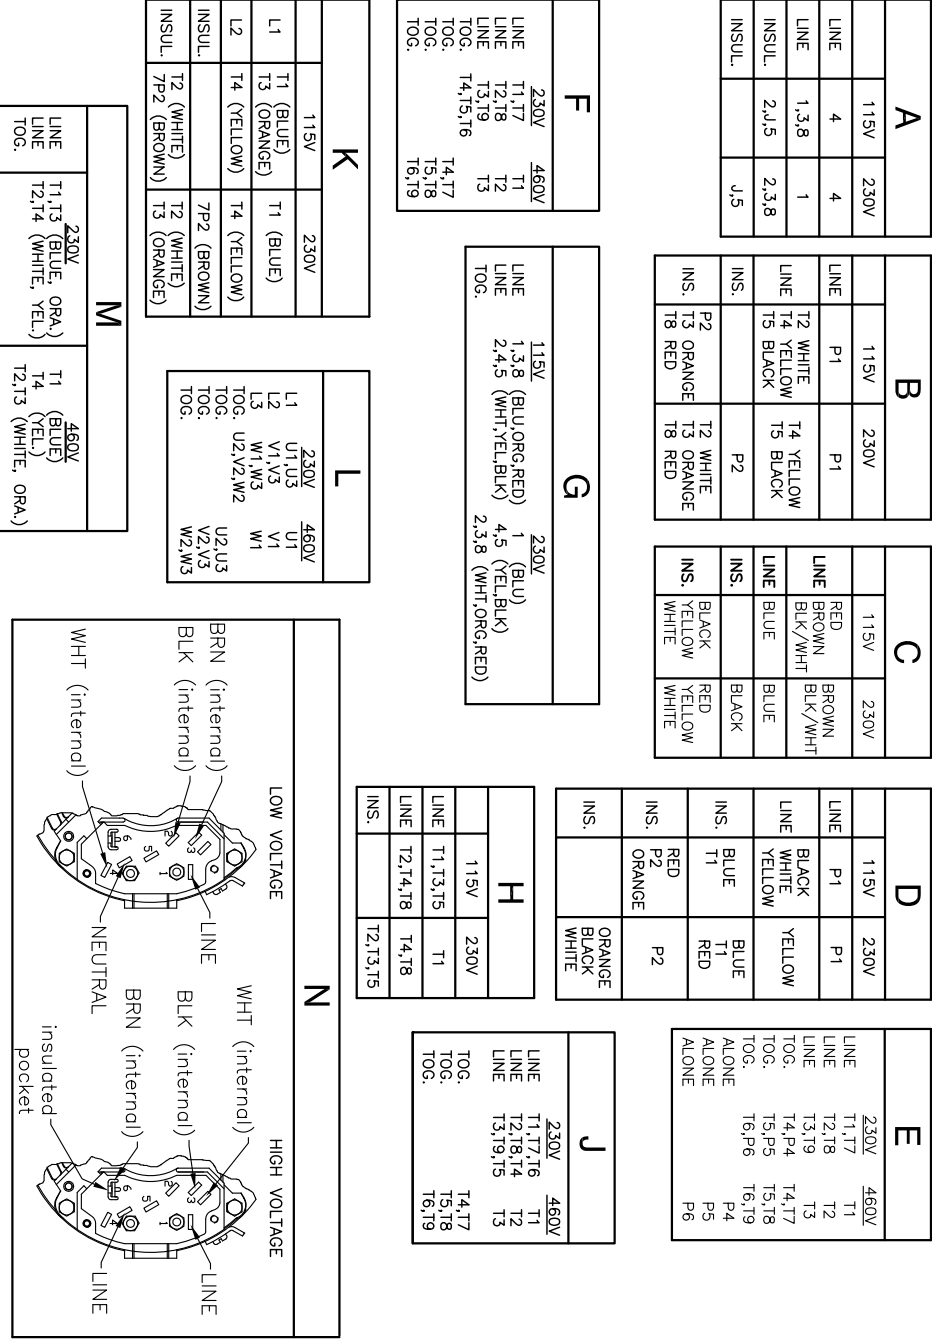 A
115V 230V
LINE 4 4
LINE 1,3,8 1
INSUL. 2,J,5 2,3,8
INSUL. J,5
B
115V 230V
LINE P1 P1
LINE T2 WHITE T4 YELLOW
T4 YELLOW T5 BLACK
T5 BLACK
INS. P2
INS. P2 T2 WHITE
T3 ORANGE T3 ORANGE
T8 RED T8 RED
C
115V 230V
LINE RED BROWN
BROWN BLK/WHT
BLK/WHT
LINE BLUE BLUE
INS. BLACK
INS. BLACK RED
YELLOW YELLOW
WHITE WHITE
D
115V 230V
LINE P1 P1
LINE BLACK YELLOW
WHITE
YELLOW
INS. BLUE BLUE
T1 T1
RED
INS. RED P2
P2
ORANGE
INS. ORANGE
BLACK
WHITE
E
230V 460V
LINE T1,T7 T1
LINE T2,T8 T2
LINE T3,T9 T3
TOG. T4,P4 T4,T7
TOG. T5,P5 T5,T8
TOG. T6,P6 T6,T9
ALONE P4
ALONE P5
ALONE P6
F
230V 460V
LINE T1,T7 T1
LINE T2,T8 T2
LINE T3,T9 T3
TOG. T4,T5,T6
TOG. T4,T7
TOG. T5,T8
TOG. T6,T9
G
115V 230V
LINE 1,3,8 (BLU,ORG,RED) 1 (BLU)
LINE 2,4,5 (WHT,YEL,BLK) 4,5 (YEL,BLK)
TOG. 2,3,8 (WHT,ORG,RED)
H
115V 230V
LINE T1,T3,T5 T1
LINE T2,T4,T8 T4,T8
INS. T2,T3,T5
J
230V 460V
LINE T1,T7,T6 T1
LINE T2,T8,T4 T2
LINE T3,T9,T5 T3
TOG. T4,T7
TOG. T5,T8
TOG. T6,T9
K
115V 230V
L1 T1 (BLUE) T1 (BLUE)
T3 (ORANGE)
L2 T4 (YELLOW) T4 (YELLOW)
INSUL. 7P2 (BROWN)
INSUL. T2 (WHITE) T2 (WHITE)
7P2 (BROWN) T3 (ORANGE)
L
230V 460V
L1 U1,U3 U1
L2 V1,V3 V1
L3 W1,W3 W1
TOG. U2,V2,W2
TOG. U2,U3
TOG. V2,V3
TOG. W2,W3
M
230V 460V
LINE T1,T3 (BLUE, ORA.) T1 (BLUE)
LINE T2,T4 (WHITE, YEL.) T4 (YEL.)
TOG. T2,T3 (WHITE, ORA.)
N
LOW VOLTAGE HIGH VOLTAGE
BRN (internal)
BLK (internal)
WHT (internal)
LINE
NEUTRAL
1
2
3
4
5
6
WHT (internal)
BLK (internal)
BRN (internal)
insulated
pocket
LINE
LINE
1
2
3
4
5
6